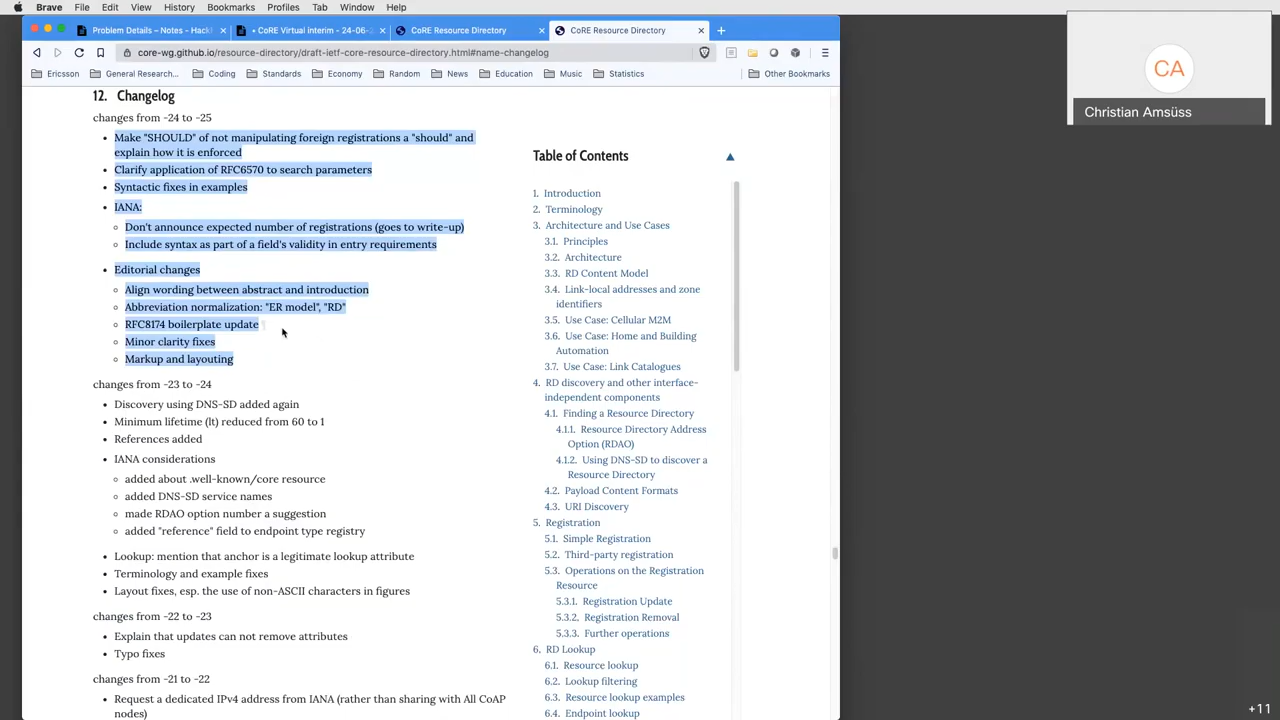 Brave File Edit View History Bookmarks Profiles Tab Window Help
Problem Details – Notes - Hack
• CoRE Virtual interim - 24-06-2
CoRE Resource Directory
CoRE Resource Directory
core-wg.github.io/resource-directory/draft-ietf-core-resource-directory.html#name-changelog
Ericsson General Research... Coding Standards Economy Random News Education Music Statistics Other Bookmarks
12. Changelog
changes from -24 to -25
• Make "SHOULD" of not manipulating foreign registrations a "should" and
explain how it is enforced
• Clarify application of RFC6570 to search parameters
• Syntactic fixes in examples
• IANA:
◦ Don't announce expected number of registrations (goes to write-up)
◦ Include syntax as part of a field's validity in entry requirements
• Editorial changes
◦ Align wording between abstract and introduction
◦ Abbreviation normalization: "ER model", "RD"
◦ RFC8174 boilerplate update
◦ Minor clarity fixes
◦ Markup and layouting
changes from -23 to -24
• Discovery using DNS-SD added again
• Minimum lifetime (lt) reduced from 60 to 1
• References added
• IANA considerations
◦ added about .well-known/core resource
◦ added DNS-SD service names
◦ made RDAO option number a suggestion
◦ added "reference" field to endpoint type registry
• Lookup: mention that anchor is a legitimate lookup attribute
• Terminology and example fixes
• Layout fixes, esp. the use of non-ASCII characters in figures
changes from -22 to -23
• Explain that updates can not remove attributes
• Typo fixes
changes from -21 to -22
• Request a dedicated IPv4 address from IANA (rather than sharing with All CoAP
nodes)
Table of Contents ▲
1. Introduction
2. Terminology
3. Architecture and Use Cases
3.1. Principles
3.2. Architecture
3.3. RD Content Model
3.4. Link-local addresses and zone
identifiers
3.5. Use Case: Cellular M2M
3.6. Use Case: Home and Building
Automation
3.7. Use Case: Link Catalogues
4. RD discovery and other interface-
independent components
4.1. Finding a Resource Directory
4.1.1. Resource Directory Address
Option (RDAO)
4.1.2. Using DNS-SD to discover a
Resource Directory
4.2. Payload Content Formats
4.3. URI Discovery
5. Registration
5.1. Simple Registration
5.2. Third-party registration
5.3. Operations on the Registration
Resource
5.3.1. Registration Update
5.3.2. Registration Removal
5.3.3. Further operations
6. RD Lookup
6.1. Resource lookup
6.2. Lookup filtering
6.3. Resource lookup examples
6.4. Endpoint lookup
CA
Christian Amsüss
+11